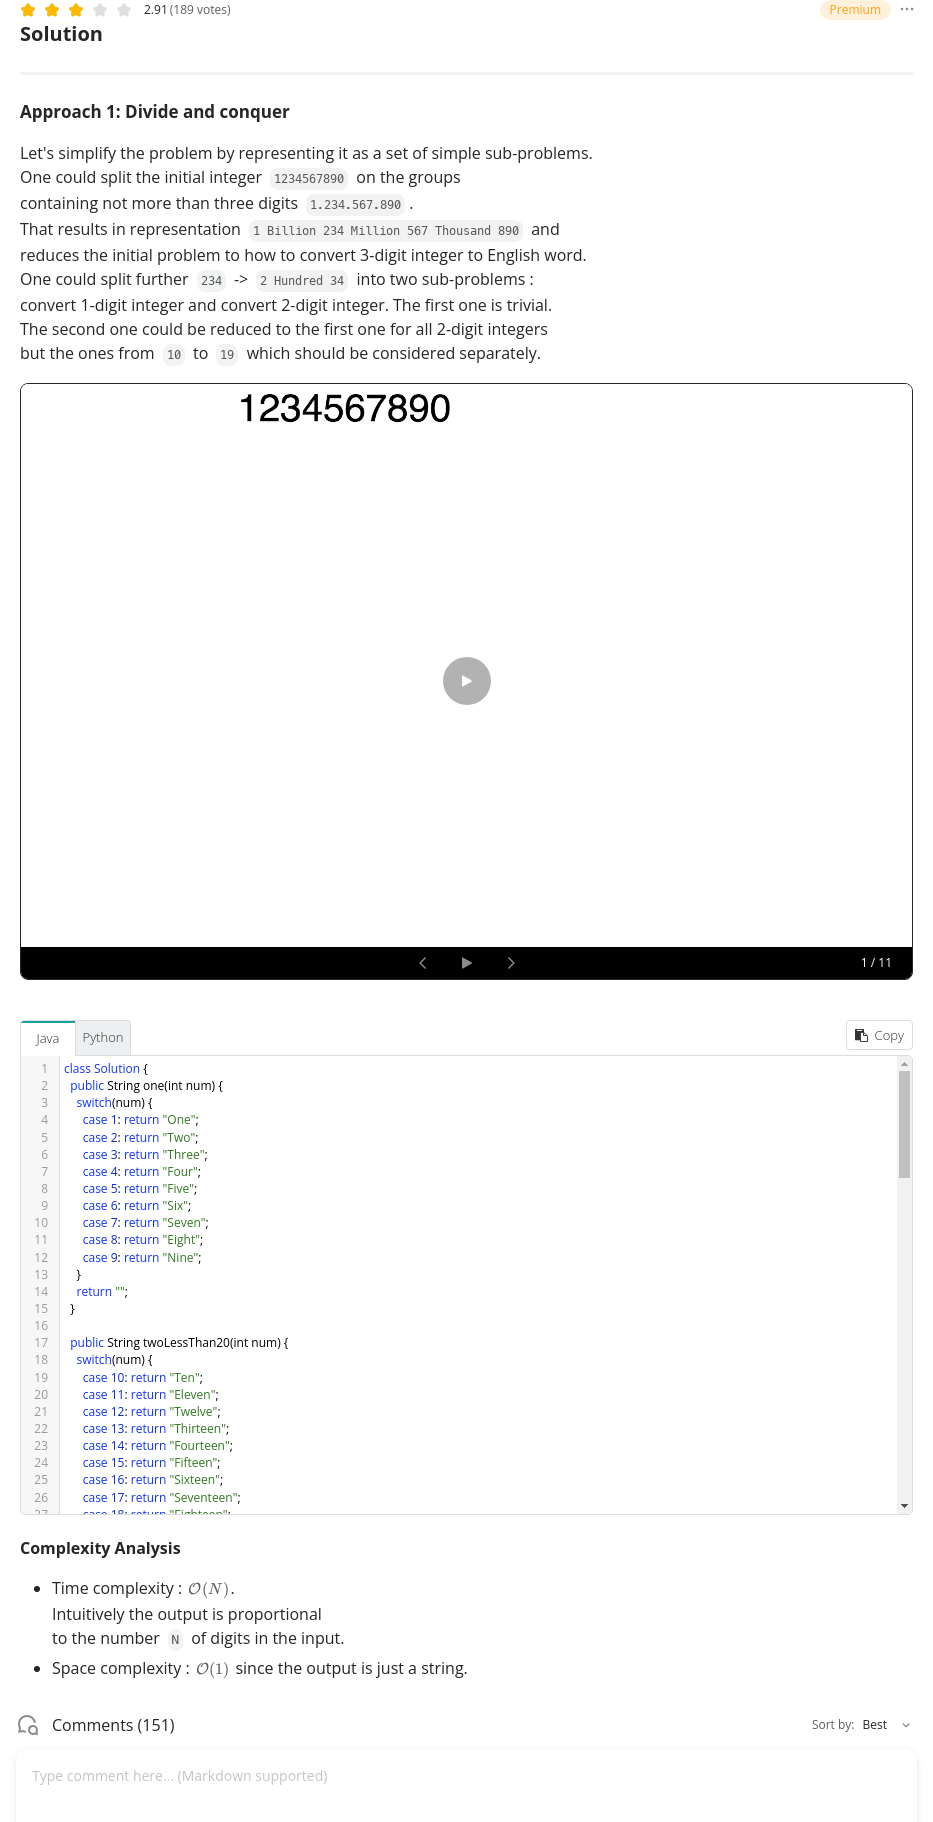 2.91 (189 votes)
Premium
Solution
Approach 1: Divide and conquer
Let's simplify the problem by representing it as a set of simple sub-problems.
One could split the initial integer 1234567890 on the groups
containing not more than three digits 1.234.567.890 .
That results in representation 1 Billion 234 Million 567 Thousand 890 and
reduces the initial problem to how to convert 3-digit integer to English word.
One could split further 234 -> 2 Hundred 34 into two sub-problems :
convert 1-digit integer and convert 2-digit integer. The first one is trivial.
The second one could be reduced to the first one for all 2-digit integers
but the ones from 10 to 19 which should be considered separately.
1234567890
1 / 11
Java
Python
Copy
1 class Solution {
2 public String one(int num) {
3 switch(num) {
4 case 1: return "One";
5 case 2: return "Two";
6 case 3: return "Three";
7 case 4: return "Four";
8 case 5: return "Five";
9 case 6: return "Six";
10 case 7: return "Seven";
11 case 8: return "Eight";
12 case 9: return "Nine";
13 }
14 return "";
15 }
16
17 public String twoLessThan20(int num) {
18 switch(num) {
19 case 10: return "Ten";
20 case 11: return "Eleven";
21 case 12: return "Twelve";
22 case 13: return "Thirteen";
23 case 14: return "Fourteen";
24 case 15: return "Fifteen";
25 case 16: return "Sixteen";
26 case 17: return "Seventeen";
27 case 18: return "Eighteen";
Complexity Analysis
• Time complexity : O(N).
Intuitively the output is proportional
to the number N of digits in the input.
• Space complexity : O(1) since the output is just a string.
Comments (151)
Sort by: Best
Type comment here... (Markdown supported)